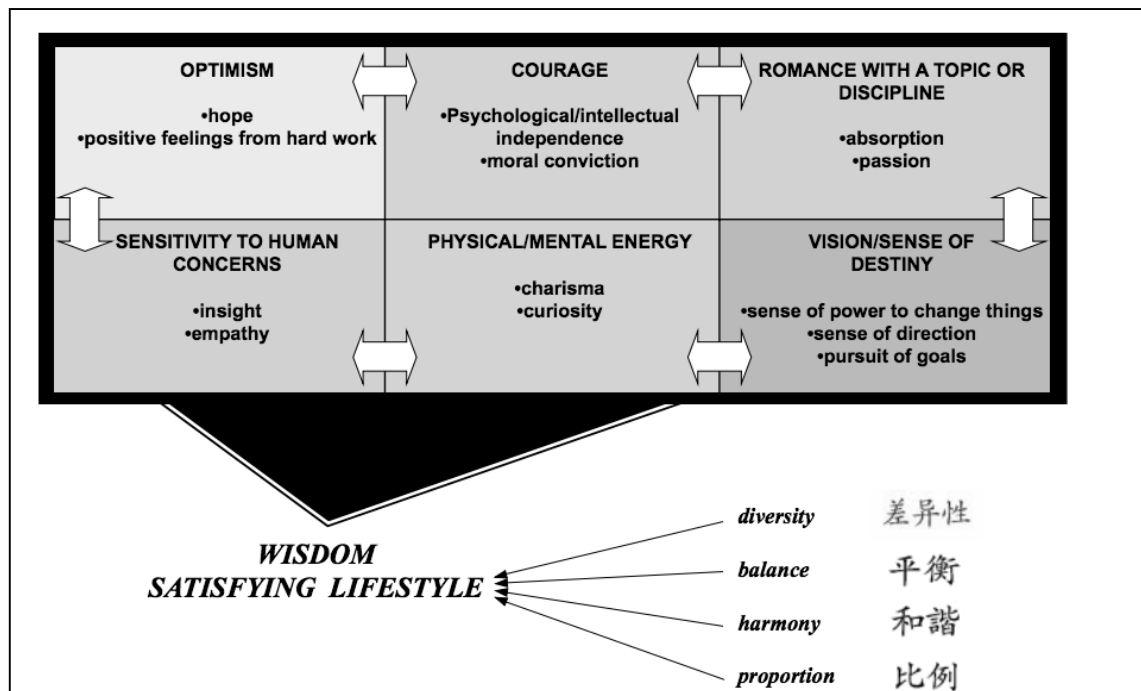 OPTIMISM
•hope
•positive feelings from hard work
COURAGE
•Psychological/intellectual
independence
•moral conviction
ROMANCE WITH A TOPIC OR
DISCIPLINE
•absorption
•passion
SENSITIVITY TO HUMAN
CONCERNS
•insight
•empathy
PHYSICAL/MENTAL ENERGY
•charisma
•curiosity
VISION/SENSE OF
DESTINY
•sense of power to change things
•sense of direction
•pursuit of goals
WISDOM
SATISFYING LIFESTYLE
diversity 差异性
balance 平衡
harmony 和諧
proportion 比例